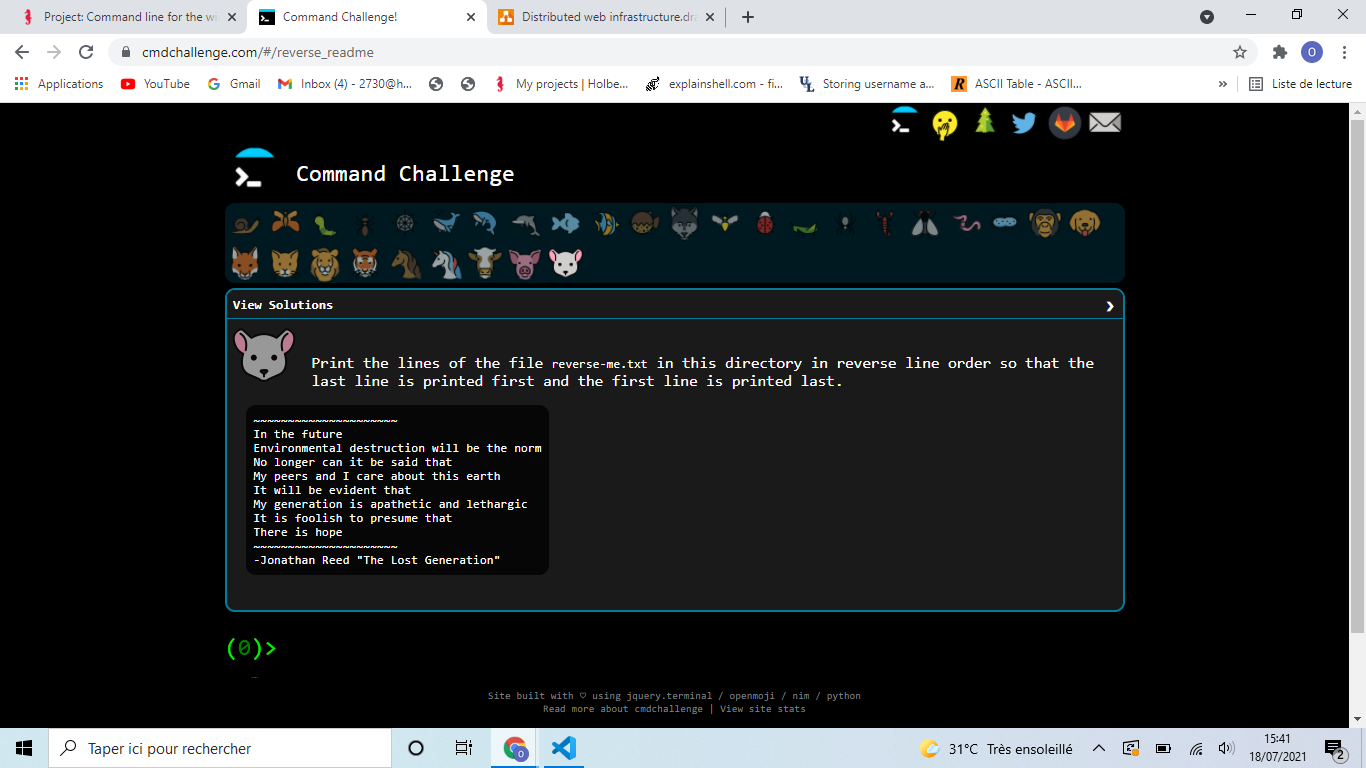 Project: Command line for the wi
Command Challenge!
Distributed web infrastructure.dra
cmdchallenge.com/#/reverse_readme
O
Applications
YouTube
Gmail
Inbox (4) - 2730@h...
My projects | Holbe...
explainshell.com - fi...
Storing username a...
ASCII Table - ASCII...
»
Liste de lecture
Command Challenge
View Solutions
Print the lines of the file reverse-me.txt in this directory in reverse line order so that the
last line is printed first and the first line is printed last.
~~~~~~~~~~~~~~~~~~~~~
In the future
Environmental destruction will be the norm
No longer can it be said that
My peers and I care about this earth
It will be evident that
My generation is apathetic and lethargic
It is foolish to presume that
There is hope
~~~~~~~~~~~~~~~~~~~~~
-Jonathan Reed "The Lost Generation"
(0)>
Site built with ♡ using jquery.terminal / openmoji / nim / python
Read more about cmdchallenge | View site stats
Taper ici pour rechercher
31°C Très ensoleillé
15:41
18/07/2021
2